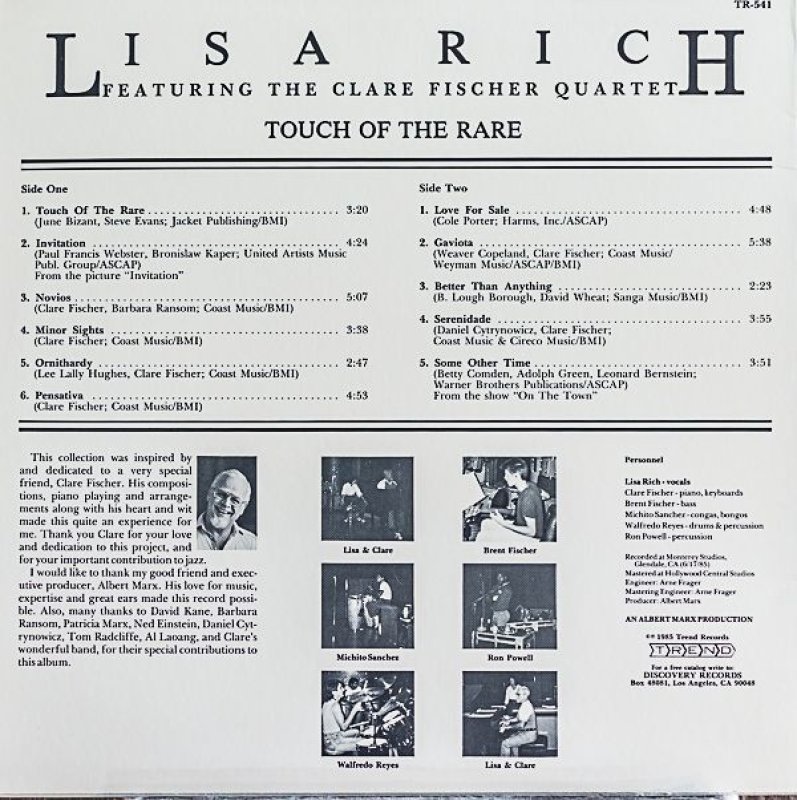 TR-541
LISA RICH
FEATURING THE CLARE FISCHER QUARTET
TOUCH OF THE RARE
Side One
1. Touch Of The Rare .......................... 3:20
(June Bizant, Steve Evans; Jacket Publishing/BMI)
2. Invitation .......................... 4:24
(Paul Francis Webster, Bronislaw Kaper; United Artists Music
Publ. Group/ASCAP)
From the picture "Invitation"
3. Novios .......................... 5:07
(Clare Fischer, Barbara Ransom; Coast Music/BMI)
4. Minor Sights .......................... 3:38
(Clare Fischer; Coast Music/BMI)
5. Ornithardy .......................... 2:47
(Lee Lally Hughes, Clare Fischer; Coast Music/BMI)
6. Pensativa .......................... 4:53
(Clare Fischer; Coast Music/BMI)
Side Two
1. Love For Sale .......................... 4:48
(Cole Porter; Harms, Inc./ASCAP)
2. Gaviota .......................... 5:38
(Weaver Copeland, Clare Fischer; Coast Music/
Weyman Music/ASCAP/BMI)
3. Better Than Anything .......................... 2:23
(B. Lough Borough, David Wheat; Sanga Music/BMI)
4. Serenidade .......................... 3:55
(Daniel Cytrynowicz, Clare Fischer;
Coast Music & Cireco Music/BMI)
5. Some Other Time .......................... 3:51
(Betty Comden, Adolph Green, Leonard Bernstein;
Warner Brothers Publications/ASCAP)
From the show "On The Town"
This collection was inspired by
and dedicated to a very special
friend, Clare Fischer. His composi-
tions, piano playing and arrange-
ments along with his heart and wit
made this quite an experience for
me. Thank you Clare for your love
and dedication to this project, and
for your important contribution to jazz.
I would like to thank my good friend and exec-
utive producer, Albert Marx. His love for music,
expertise and great ears made this record possi-
ble. Also, many thanks to David Kane, Barbara
Ransom, Patricia Marx, Ned Einstein, Daniel Cyt-
rynowicz, Tom Radcliffe, Al Laoang, and Clare's
wonderful band, for their special contributions to
this album.
Lisa & Clare
Brent Fischer
Michito Sanchez
Ron Powell
Walfredo Reyes
Lisa & Clare
Personnel
Lisa Rich - vocals
Clare Fischer - piano, keyboards
Brent Fischer - bass
Michito Sanchez - congas, bongos
Walfredo Reyes - drums & percussion
Ron Powell - percussion
Recorded at Monterey Studios,
Glendale, CA (6/17/85)
Mastered at Hollywood Central Studios
Engineer: Arne Frager
Mastering Engineer: Arne Frager
Producer: Albert Marx
AN ALBERT MARX PRODUCTION
©℗ 1985 Trend Records
TREND
For a free catalog write to:
DISCOVERY RECORDS
Box 48081, Los Angeles, CA 90048